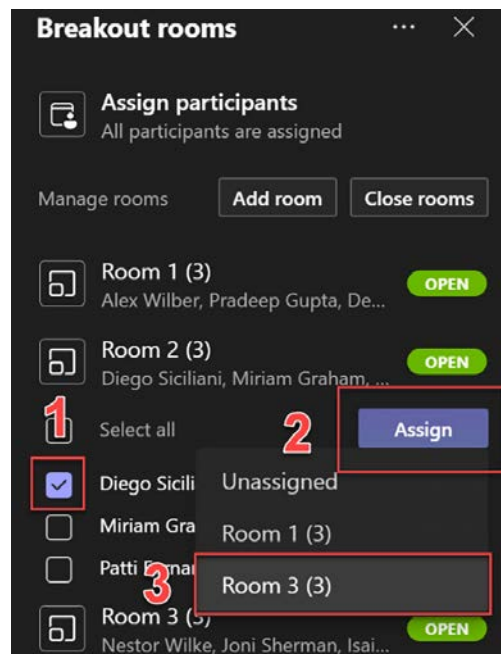 Breakout rooms
Assign participants
All participants are assigned
Manage rooms Add room Close rooms
Room 1 (3)
Alex Wilber, Pradeep Gupta, De...
OPEN
Room 2 (3)
Diego Siciliani, Miriam Graham, ...
OPEN
1
Select all
2
Assign
Diego Sicili
Unassigned
Miriam Gra
Room 1 (3)
Patti
3
Room 3 (3)
Room 3 (3)
Nestor Wilke, Joni Sherman, Isai...
OPEN